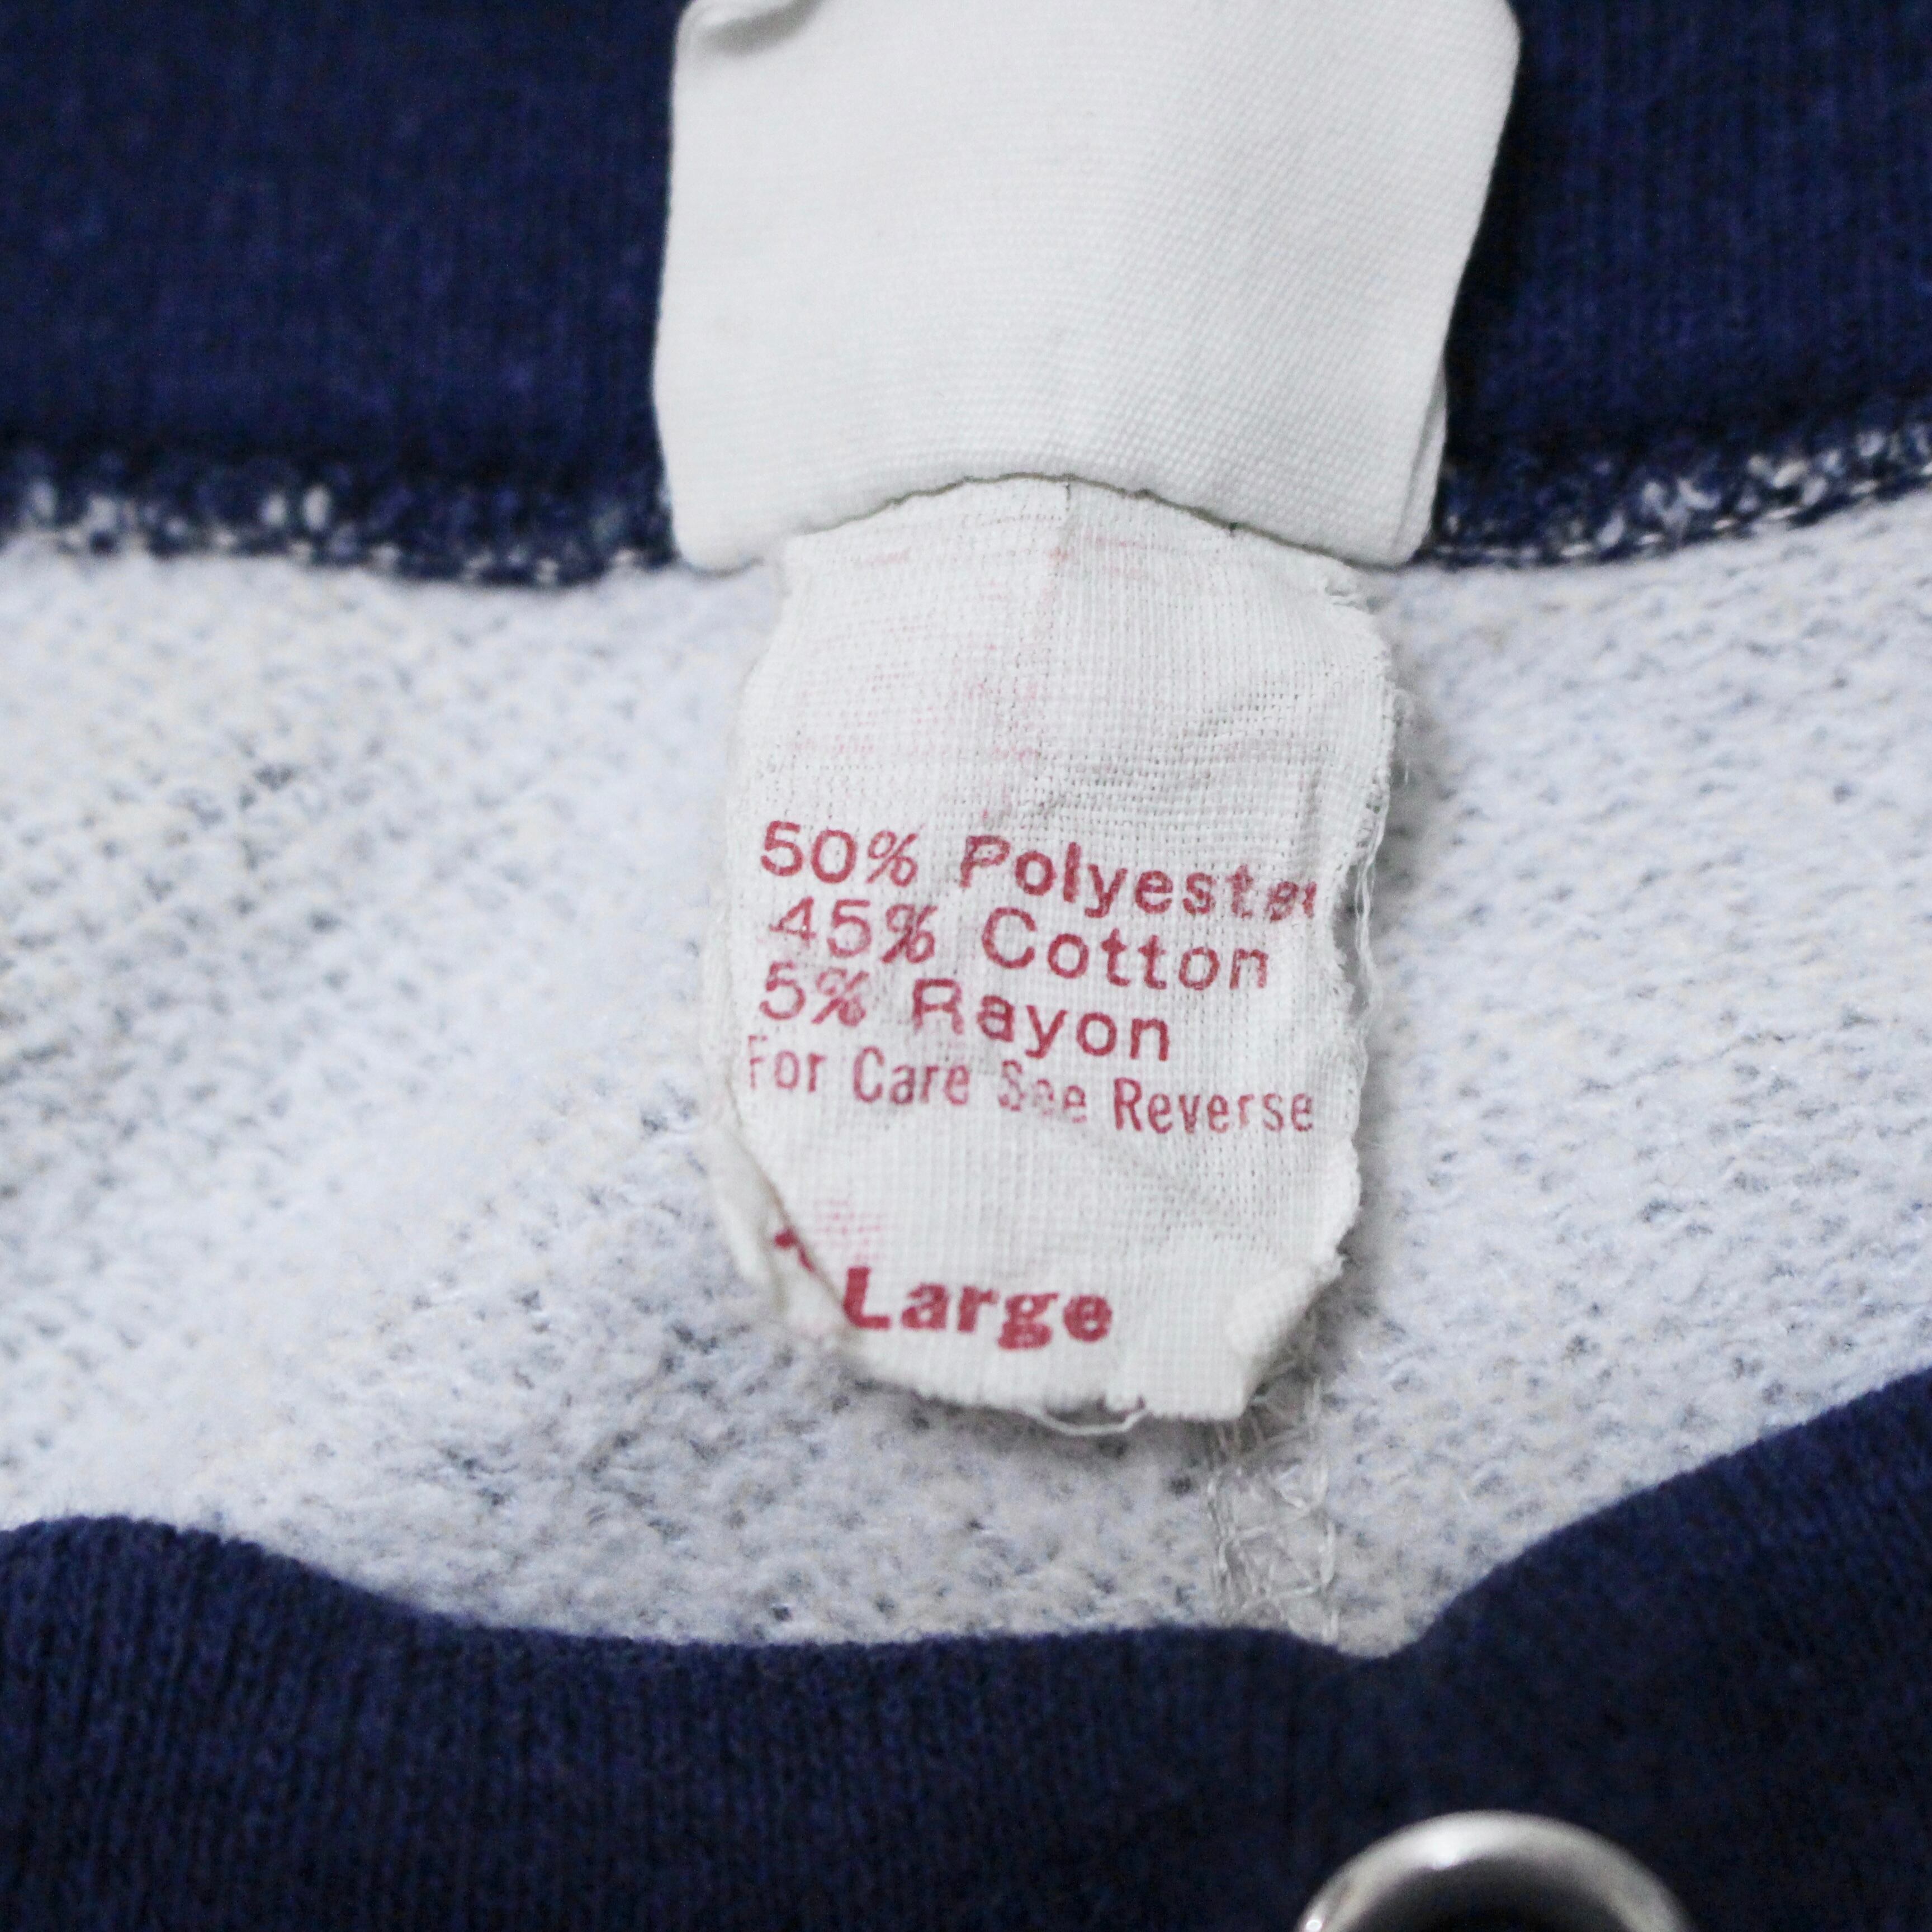 50% Polyester
45% Cotton
5% Rayon
For Care See Reverse
Large